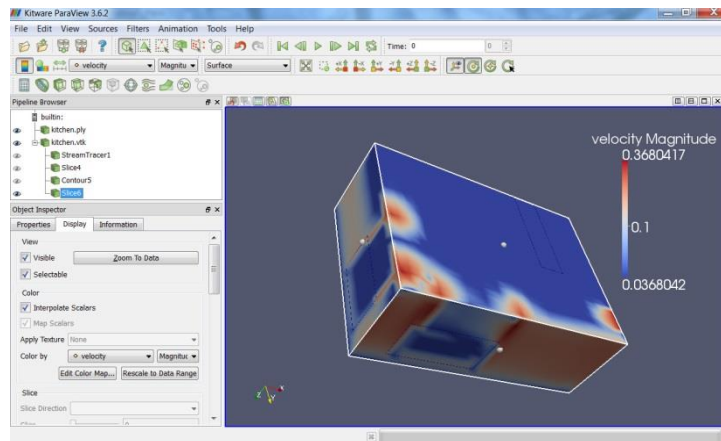 Kitware ParaView 3.6.2
File Edit View Sources Filters Animation Tools Help
Time: 0 0
velocity Magnitu Surface
Pipeline Browser
builtin:
kitchen.ply
kitchen.vtk
StreamTracer1
Slice4
Contour5
Slice6
Object Inspector
Properties Display Information
View
Visible Zoom To Data
Selectable
Color
Interpolate Scalars
Map Scalars
Apply Texture None
Color by velocity Magnituc
Edit Color Map... Rescale to Data Range
Slice
Slice Direction
Slice 0
velocity Magnitude
0.3680417
0.1
0.0368042
Z Y X